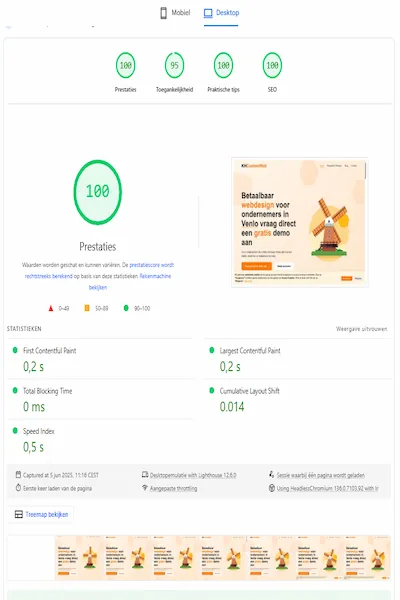 Mobiel
Desktop
100
95
100
100
Prestaties
Toegankelijkheid
Praktische tips
SEO
100
Prestaties
Waarden worden geschat en kunnen variëren. De prestatiescore wordt
rechtstreeks berekend op basis van deze statistieken. Rekenmachine
bekijken
0–49
50–89
90–100
Betaalbaar
webdesign voor
ondernemers in
Venlo vraag direct
een gratis demo
aan
STATISTIEKEN
Weergave uitvouwen
First Contentful Paint
0,2 s
Largest Contentful Paint
0,2 s
Total Blocking Time
0 ms
Cumulative Layout Shift
0.014
Speed Index
0,5 s
Captured at 5 jun 2025, 11:16 CEST
Desktopemulatie with Lighthouse 12.6.0
Sessie waarbij één pagina wordt geladen
Eerste keer laden van de pagina
Aangepaste throttling
Using HeadlessChromium 136.0.7103.92 with lr
Treemap bekijken